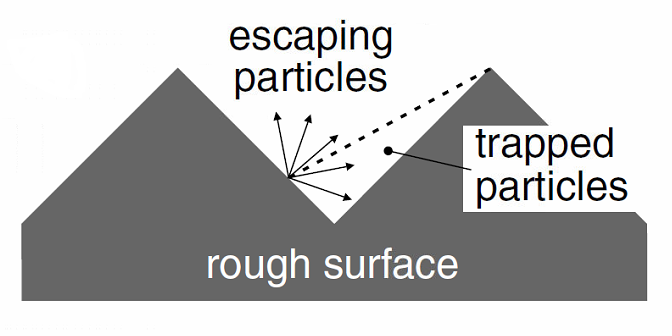 escaping
particles
trapped
particles
rough surface